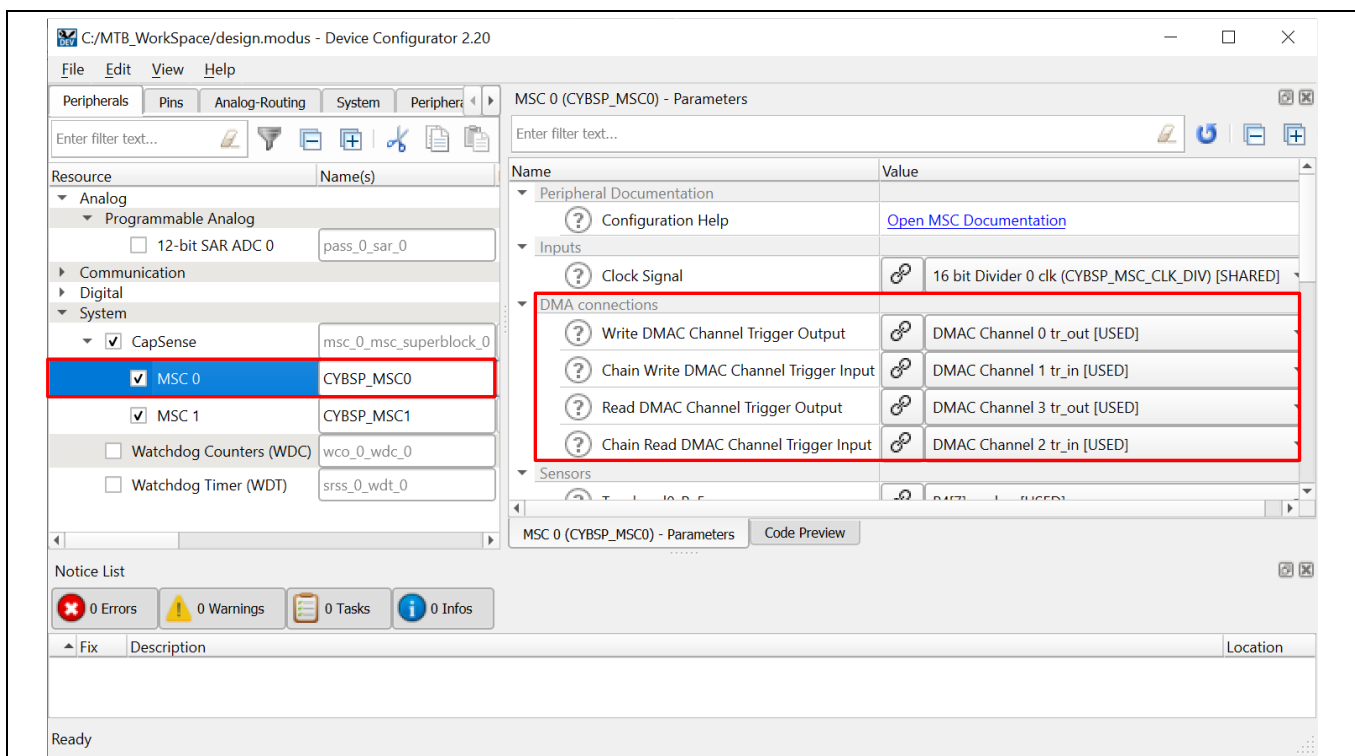 C:/MTB_WorkSpace/design.modus - Device Configurator 2.20
File Edit View Help
Peripherals Pins Analog-Routing System
Enter filter text...
Resource Name(s)
Analog
Programmable Analog
12-bit SAR ADC 0 pass_0_sar_0
Communication
Digital
System
CapSense msc_0_msc_superblock_0
MSC 0 CYBSP_MSC0
MSC 1 CYBSP_MSC1
Watchdog Counters (WDC) wco_0_wdc_0
Watchdog Timer (WDT) srss_0_wdt_0
MSC 0 (CYBSP_MSC0) - Parameters
Enter filter text...
Name Value
Peripheral Documentation
Configuration Help Open MSC Documentation
Inputs
Clock Signal 16 bit Divider 0 clk (CYBSP_MSC_CLK_DIV) [SHARED]
DMA connections
Write DMAC Channel Trigger Output DMAC Channel 0 tr_out [USED]
Chain Write DMAC Channel Trigger Input DMAC Channel 1 tr_in [USED]
Read DMAC Channel Trigger Output DMAC Channel 3 tr_out [USED]
Chain Read DMAC Channel Trigger Input DMAC Channel 2 tr_in [USED]
Sensors
MSC 0 (CYBSP_MSC0) - Parameters Code Preview
Notice List
0 Errors 0 Warnings 0 Tasks 0 Infos
Fix Description Location
Ready